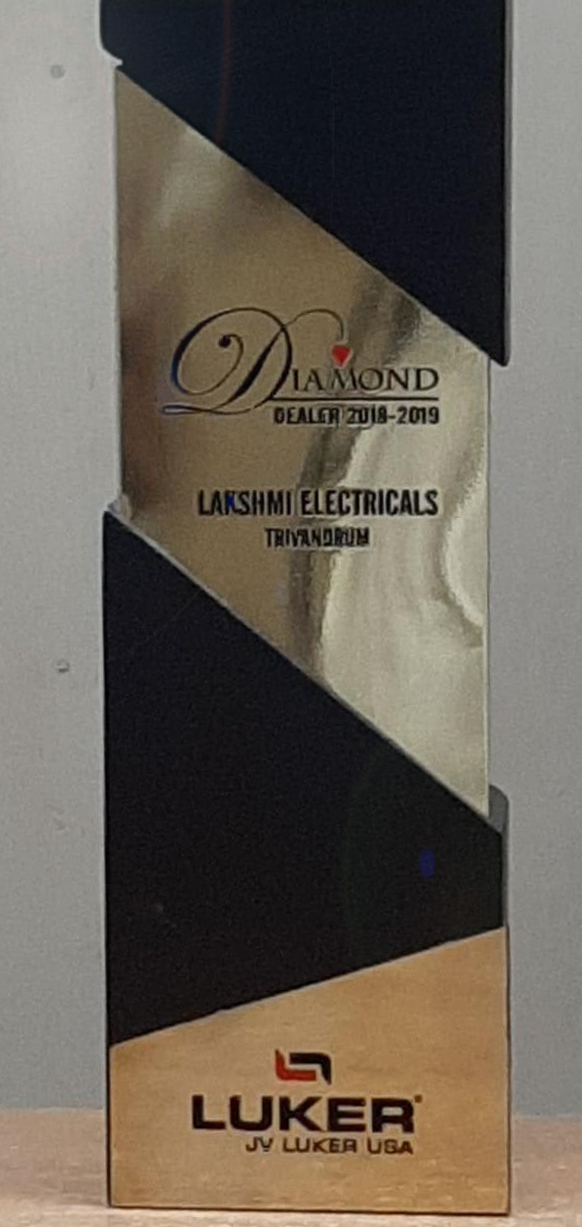 DIAMOND
DEALER 2018-2019
LAKSHMI ELECTRICALS
TRIVANDRUM
LUKER
JV LUKER USA